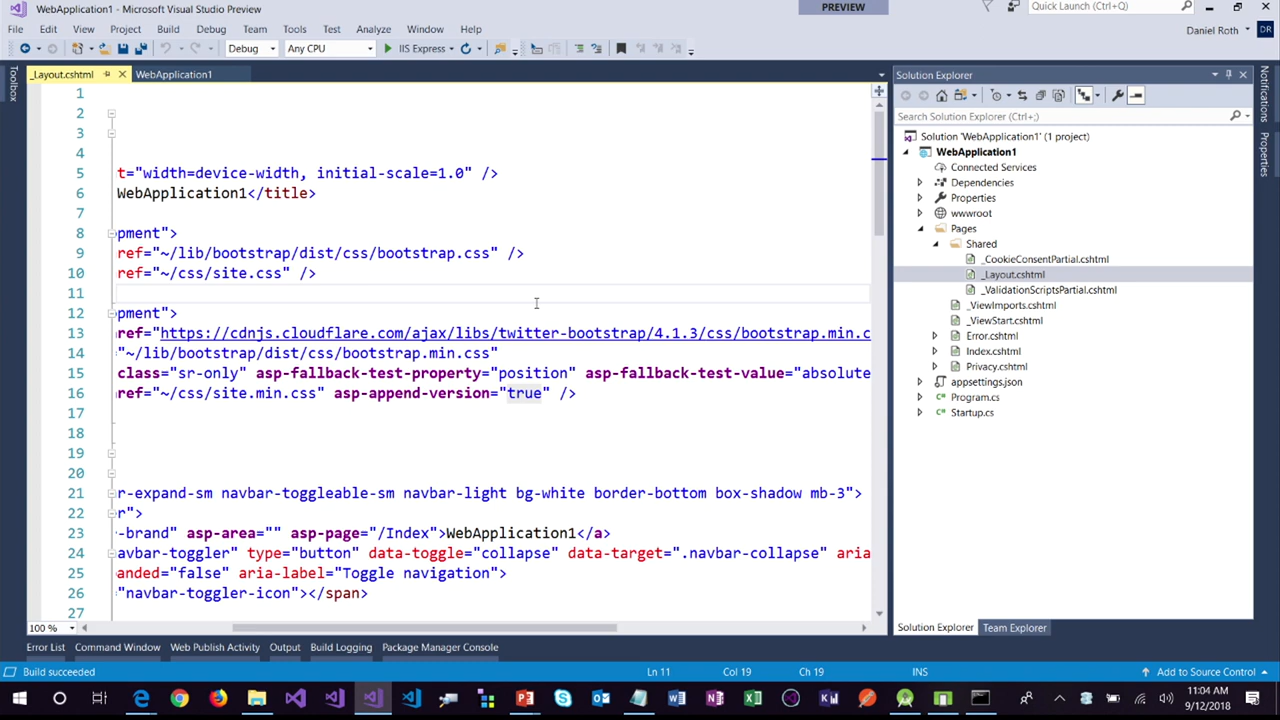 WebApplication1 - Microsoft Visual Studio Preview
PREVIEW
Quick Launch (Ctrl+Q)
File Edit View Project Build Debug Team Tools Test Analyze Window Help
Daniel Roth
DR
Debug Any CPU IIS Express
Toolbox
_Layout.cshtml
WebApplication1
1
2
3
4
5 t="width=device-width, initial-scale=1.0" />
6 WebApplication1</title>
7
8 opment">
9 ref="~/lib/bootstrap/dist/css/bootstrap.css" />
10 ref="~/css/site.css" />
11
12 opment">
13 ref="https://cdnjs.cloudflare.com/ajax/libs/twitter-bootstrap/4.1.3/css/bootstrap.min.c
14 "~/lib/bootstrap/dist/css/bootstrap.min.css"
15 class="sr-only" asp-fallback-test-property="position" asp-fallback-test-value="absolute
16 ref="~/css/site.min.css" asp-append-version="true" />
17
18
19
20
21 r-expand-sm navbar-toggleable-sm navbar-light bg-white border-bottom box-shadow mb-3">
22 er">
23 -brand" asp-area="" asp-page="/Index">WebApplication1</a>
24 avbar-toggler" type="button" data-toggle="collapse" data-target=".navbar-collapse" aria
25 anded="false" aria-label="Toggle navigation">
26 "navbar-toggler-icon"></span>
27
100 %
Solution Explorer
Search Solution Explorer (Ctrl+;)
Solution 'WebApplication1' (1 project)
WebApplication1
Connected Services
Dependencies
Properties
wwwroot
Pages
Shared
_CookieConsentPartial.cshtml
_Layout.cshtml
_ValidationScriptsPartial.cshtml
_ViewImports.cshtml
_ViewStart.cshtml
Error.cshtml
Index.cshtml
Privacy.cshtml
appsettings.json
Program.cs
Startup.cs
Solution Explorer Team Explorer
Notifications
Properties
Error List Command Window Web Publish Activity Output Build Logging Package Manager Console
Build succeeded
Ln 11 Col 19 Ch 19 INS
Add to Source Control
11:04 AM
9/12/2018